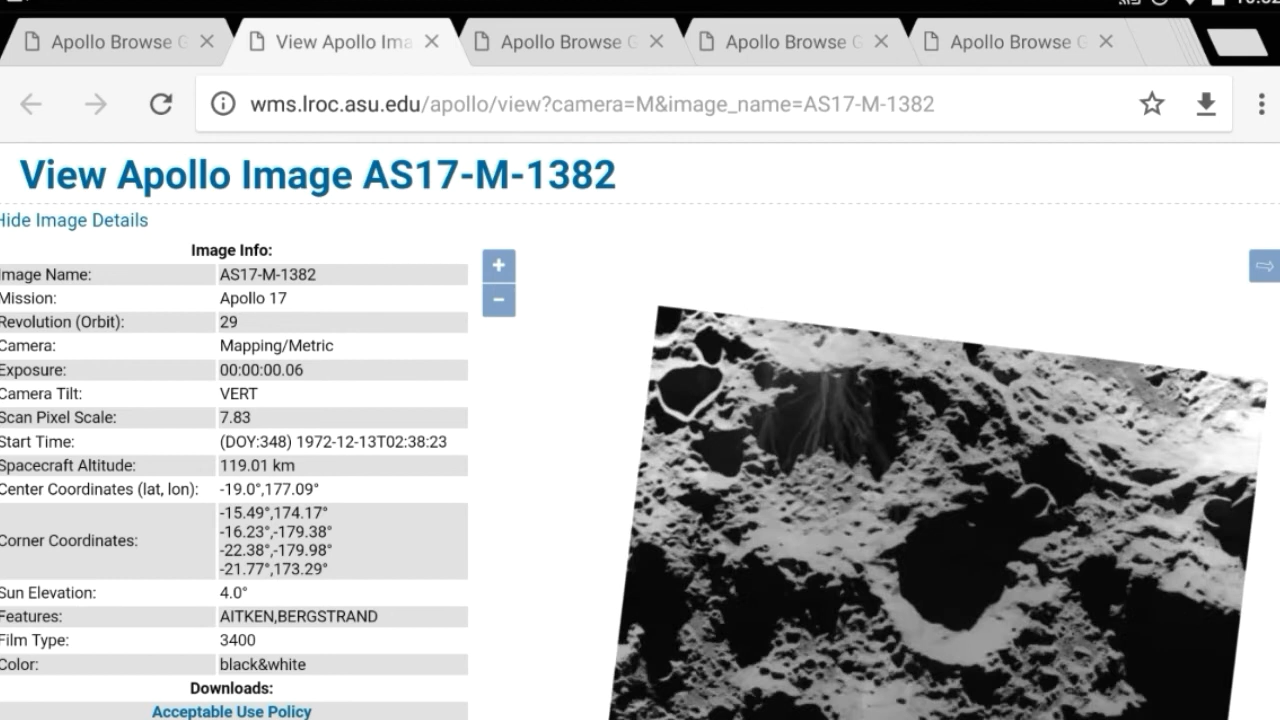 Apollo Browse G
View Apollo Ima
Apollo Browse G
Apollo Browse G
Apollo Browse G
wms.lroc.asu.edu/apollo/view?camera=M&image_name=AS17-M-1382
View Apollo Image AS17-M-1382
Hide Image Details
Image Info:
Image Name: AS17-M-1382
Mission: Apollo 17
Revolution (Orbit): 29
Camera: Mapping/Metric
Exposure: 00:00:00.06
Camera Tilt: VERT
Scan Pixel Scale: 7.83
Start Time: (DOY:348) 1972-12-13T02:38:23
Spacecraft Altitude: 119.01 km
Center Coordinates (lat, lon): -19.0°,177.09°
Corner Coordinates: -15.49°,174.17°
-16.23°,-179.38°
-22.38°,-179.98°
-21.77°,173.29°
Sun Elevation: 4.0°
Features: AITKEN,BERGSTRAND
Film Type: 3400
Color: black&white
Downloads:
Acceptable Use Policy